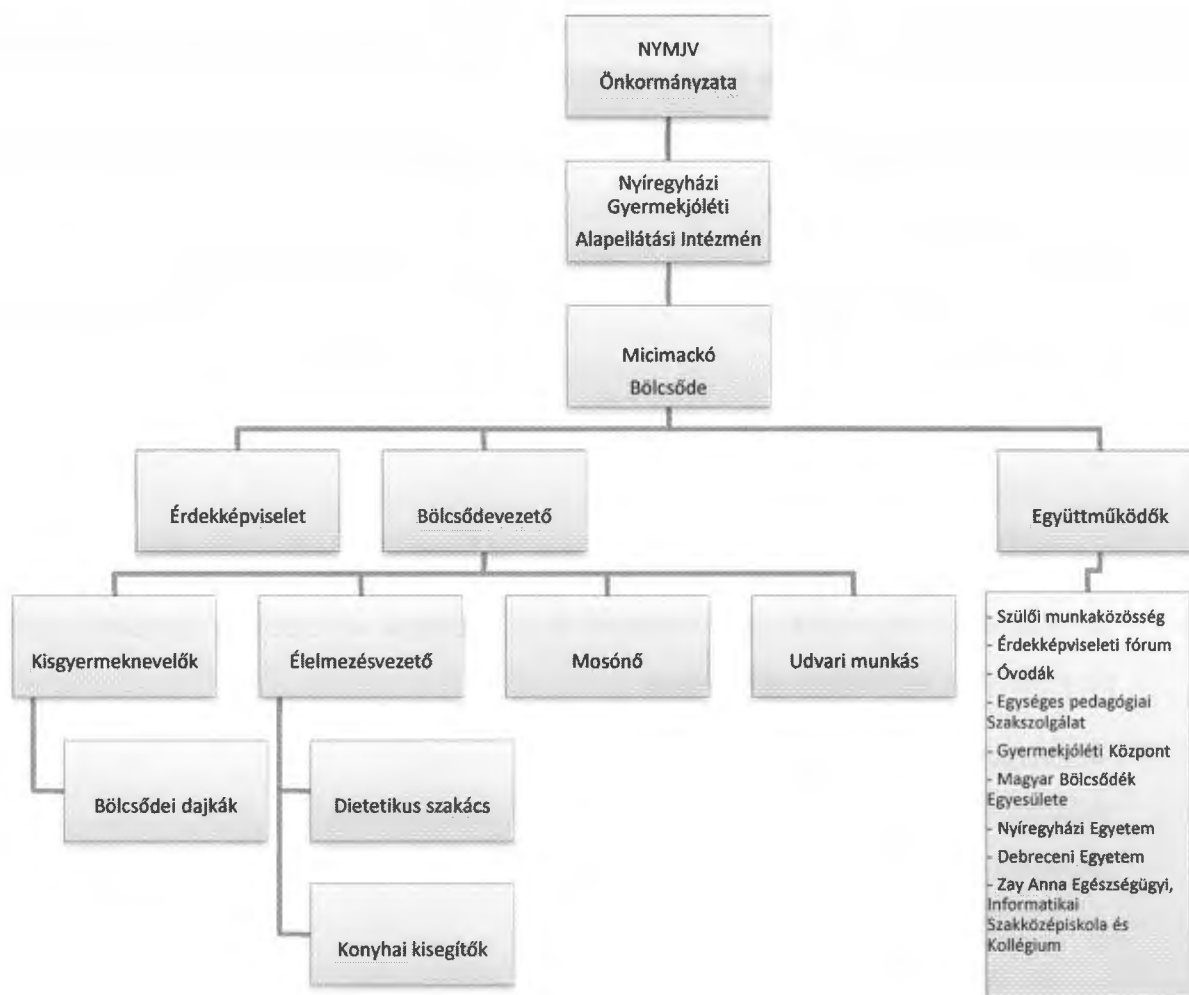 NYMJV
Önkormányzata
Nyíregyházi
Gyermekjóléti
Alapellátási Intézmén
Micimackó
Bölcsőde
Érdekképviselet
Bölcsődevezető
Együttműködők
Kisgyermeknevelők
Élelmezésvezető
Mosónő
Udvari munkás
Bölcsődei dajkák
Dietetikus szakács
Konyhai kisegítők
- Szülői munkaközösség
- Érdekképviseleti fórum
- Óvodák
- Egységes pedagógiai
Szakszolgálat
- Gyermekjóléti Központ
- Magyar Bölcsődék
Egyesülete
- Nyíregyházi Egyetem
- Debreceni Egyetem
- Zay Anna Egészségügyi,
Informatikai
Szakközépiskola és
Kollégium